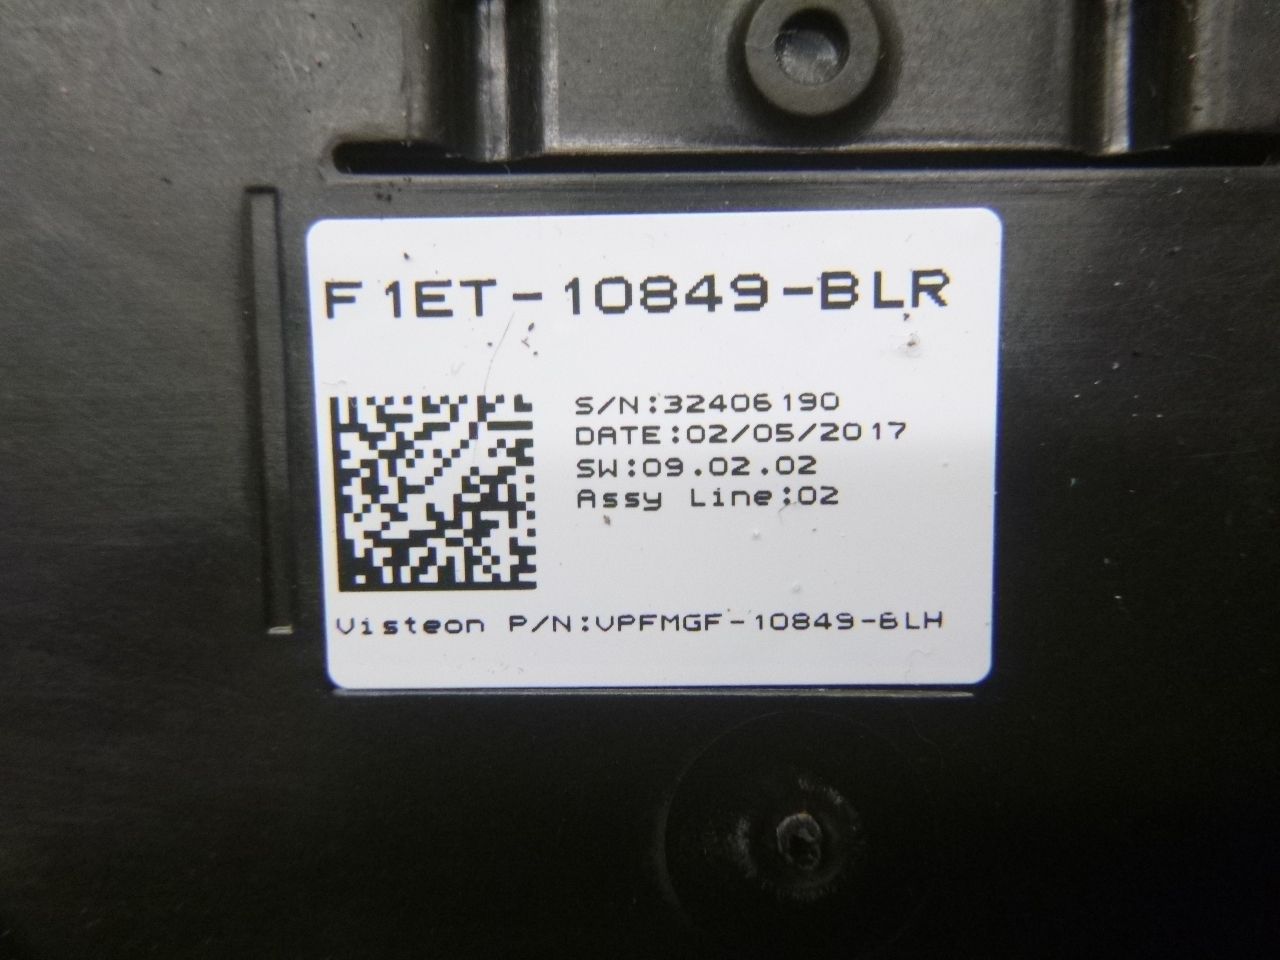 F1ET-10849-BLR
S/N:32406190
DATE:02/05/2017
SW:09.02.02
Assy Line:02
Visteon P/N:VPFMGF-10849-BLH